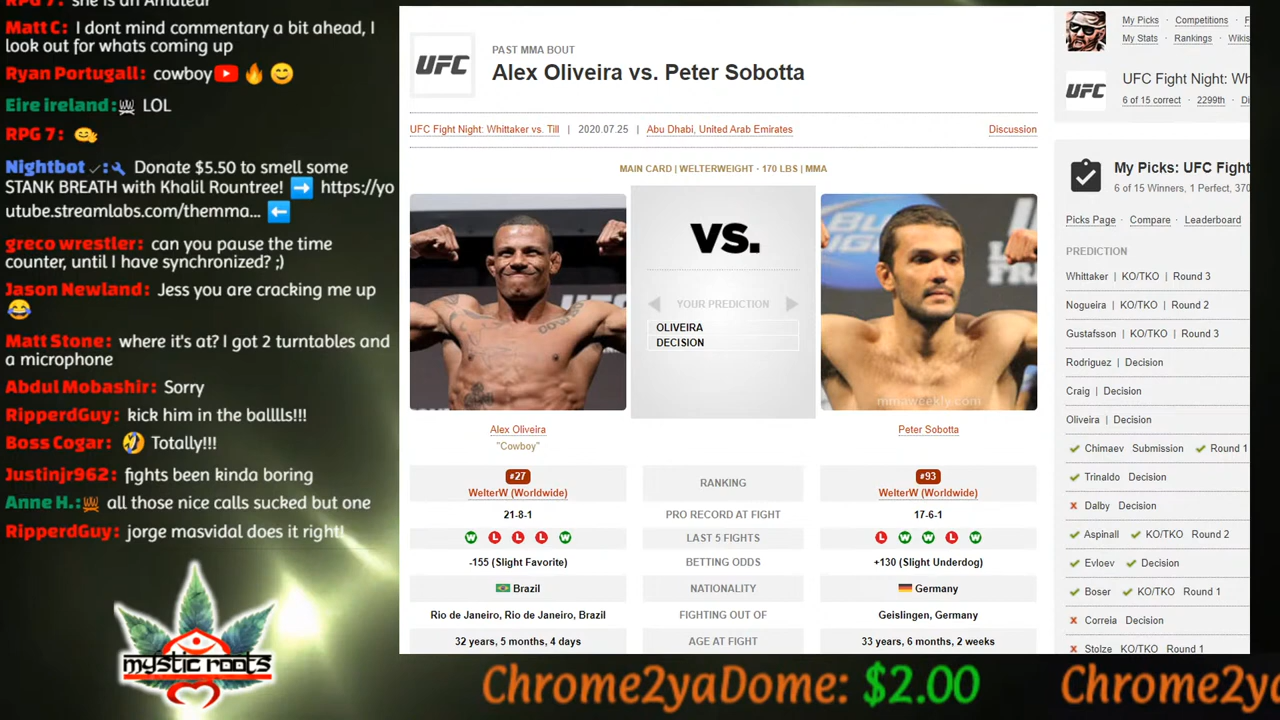 RPG 7: she is an Amateur
Matt C: I dont mind commentary a bit ahead, I
look out for whats coming up
Ryan Portugall: cowboy
Eire ireland: LOL
RPG 7:
Nightbot ✓: Donate $5.50 to smell some
STANK BREATH with Khalil Rountree! ➡ https://yo
utube.streamlabs.com/themma... ⬅
greco wrestler: can you pause the time
counter, until I have synchronized? ;)
Jason Newland: Jess you are cracking me up
Matt Stone: where it's at? I got 2 turntables and
a microphone
Abdul Mobashir: Sorry
RipperdGuy: kick him in the balllls!!!
Boss Cogar: Totally!!!
Justinjr962: fights been kinda boring
Anne H.: all those nice calls sucked but one
RipperdGuy: jorge masvidal does it right!
mystic roots
UFC
PAST MMA BOUT
Alex Oliveira vs. Peter Sobotta
UFC Fight Night: Whittaker vs. Till | 2020.07.25 | Abu Dhabi, United Arab Emirates
Discussion
MAIN CARD | WELTERWEIGHT · 170 LBS | MMA
VS.
YOUR PREDICTION
OLIVEIRA
DECISION
mmaweekly.com
Alex Oliveira
"Cowboy"
Peter Sobotta
#27
WelterW (Worldwide)
RANKING
#93
WelterW (Worldwide)
21-8-1 PRO RECORD AT FIGHT 17-6-1
W L L L W LAST 5 FIGHTS L W W L W
-155 (Slight Favorite) BETTING ODDS +130 (Slight Underdog)
Brazil NATIONALITY Germany
Rio de Janeiro, Rio de Janeiro, Brazil FIGHTING OUT OF Geislingen, Germany
32 years, 5 months, 4 days AGE AT FIGHT 33 years, 6 months, 2 weeks
My Picks · Competitions · F
My Stats · Rankings · Wikis
UFC
UFC Fight Night: Wh
6 of 15 correct · 2299th · Di
My Picks: UFC Fight
6 of 15 Winners, 1 Perfect, 370
Picks Page · Compare · Leaderboard
PREDICTION
Whittaker | KO/TKO | Round 3
Nogueira | KO/TKO | Round 2
Gustafsson | KO/TKO | Round 3
Rodriguez | Decision
Craig | Decision
Oliveira | Decision
Chimaev Submission Round 1
Trinaldo Decision
Dalby Decision
Aspinall KO/TKO Round 2
Evloev Decision
Boser KO/TKO Round 1
Correia Decision
Stolze KO/TKO Round 1
Chrome2yaDome: $2.00 Chrome2ya